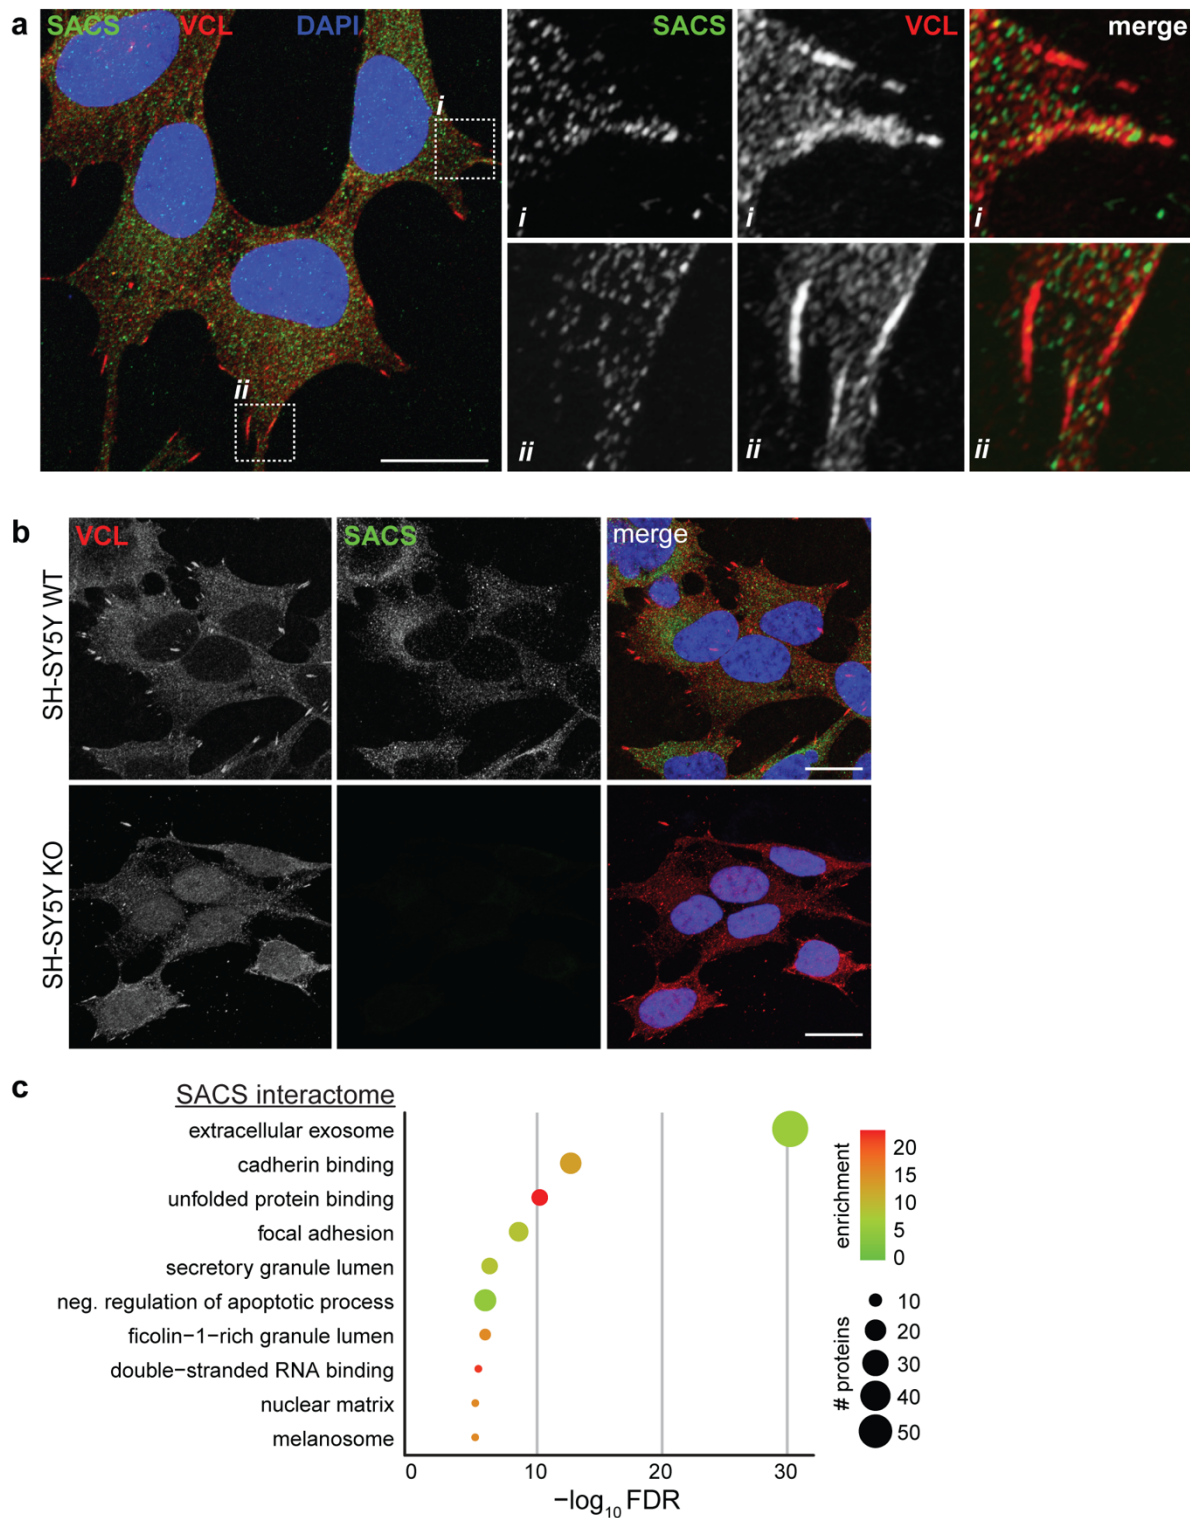 a
SACS VCL DAPI
SACS
VCL
merge
i
i
i
i
ii
ii
ii
ii
b
VCL
SACS
merge
SH-SY5Y WT
SH-SY5Y KO
c
SACS interactome
extracellular exosome
cadherin binding
unfolded protein binding
focal adhesion
secretory granule lumen
neg. regulation of apoptotic process
ficolin−1−rich granule lumen
double−stranded RNA binding
nuclear matrix
melanosome
0 10 20 30
−log10 FDR
enrichment
20
15
10
5
0
# proteins
10
20
30
40
50